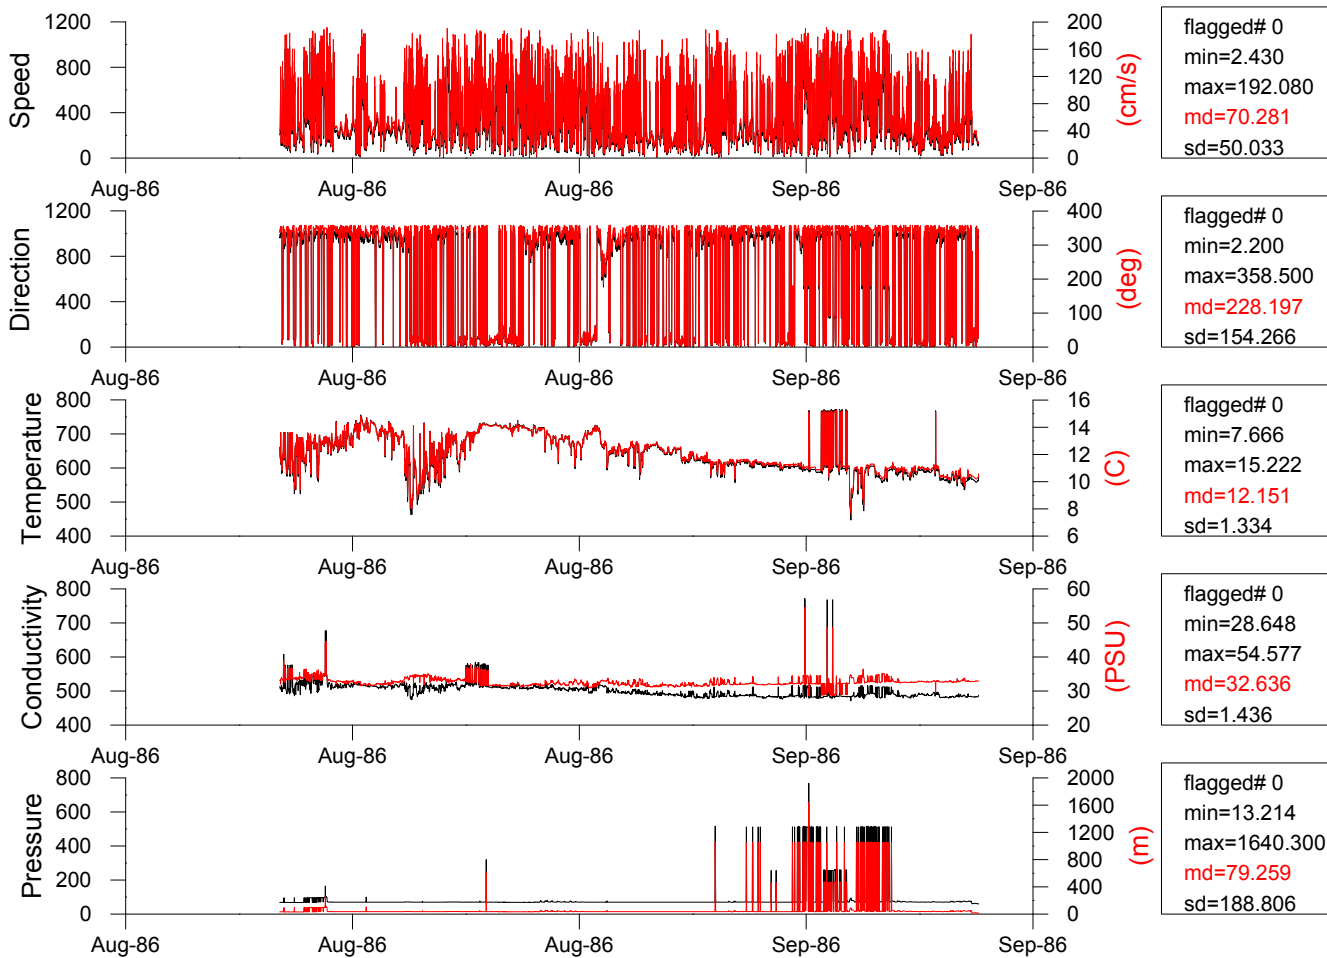 Speed
1200
800
400
0
200
160
120
80
40
0
(cm/s)
Aug-86 Aug-86 Aug-86 Sep-86 Sep-86
flagged# 0
min=2.430
max=192.080
md=70.281
sd=50.033
Direction
1200
800
400
0
400
300
200
100
0
(deg)
Aug-86 Aug-86 Aug-86 Sep-86 Sep-86
flagged# 0
min=2.200
max=358.500
md=228.197
sd=154.266
Temperature
800
700
600
500
400
16
14
12
10
8
6
(C)
Aug-86 Aug-86 Aug-86 Sep-86 Sep-86
flagged# 0
min=7.666
max=15.222
md=12.151
sd=1.334
Conductivity
800
700
600
500
400
60
50
40
30
20
(PSU)
Aug-86 Aug-86 Aug-86 Sep-86 Sep-86
flagged# 0
min=28.648
max=54.577
md=32.636
sd=1.436
Pressure
800
600
400
200
0
2000
1600
1200
800
400
0
(m)
Aug-86 Aug-86 Aug-86 Sep-86 Sep-86
flagged# 0
min=13.214
max=1640.300
md=79.259
sd=188.806